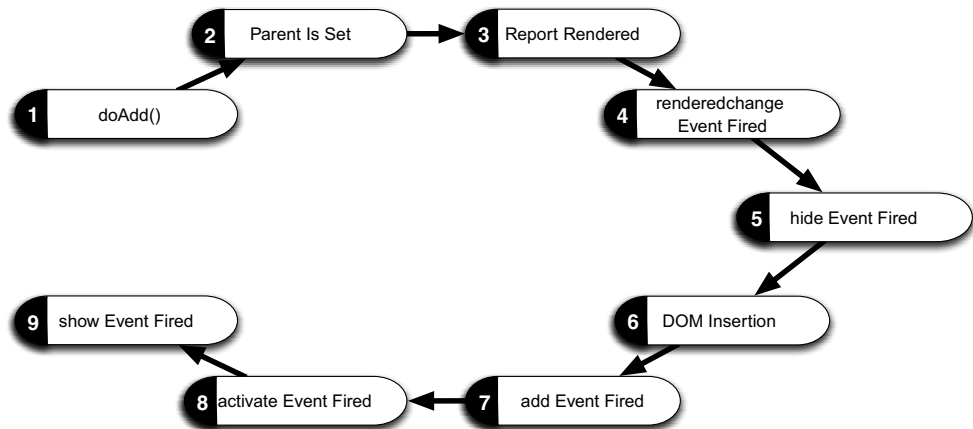 1 doAdd()
2 Parent Is Set
3 Report Rendered
4 renderedchange
Event Fired
5 hide Event Fired
6 DOM Insertion
7 add Event Fired
8 activate Event Fired
9 show Event Fired